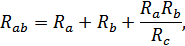 R_{ab} = R_a + R_b + \frac{R_a R_b}{R_c},